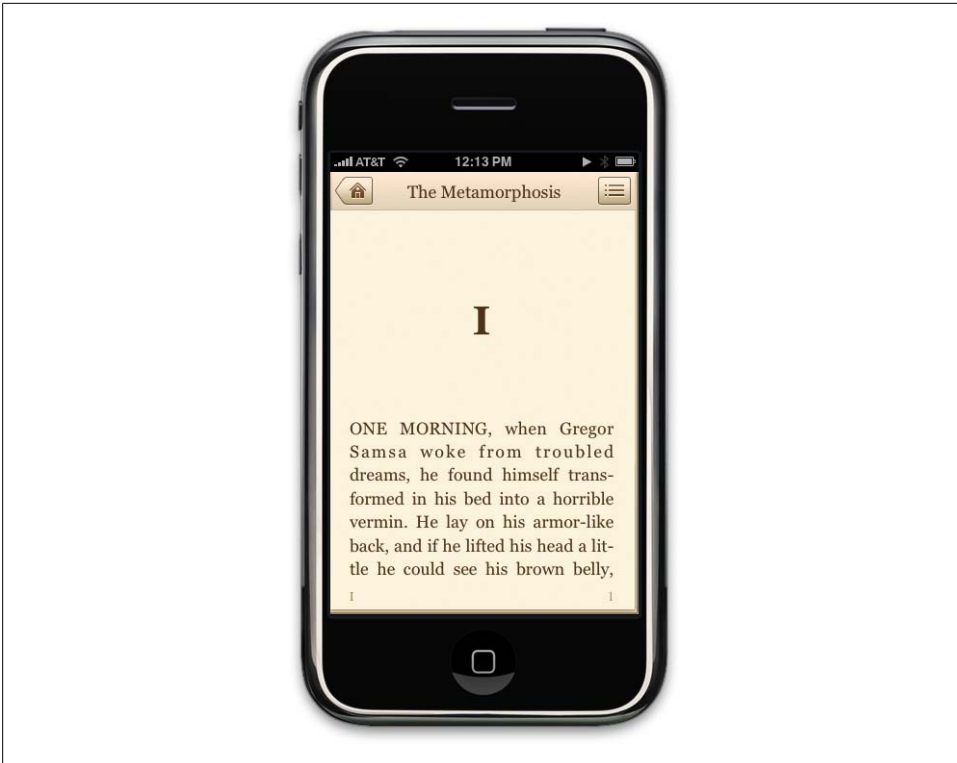 AT&T 12:13 PM
The Metamorphosis
I
ONE MORNING, when Gregor
Samsa woke from troubled
dreams, he found himself trans-
formed in his bed into a horrible
vermin. He lay on his armor-like
back, and if he lifted his head a lit-
tle he could see his brown belly,
I 1